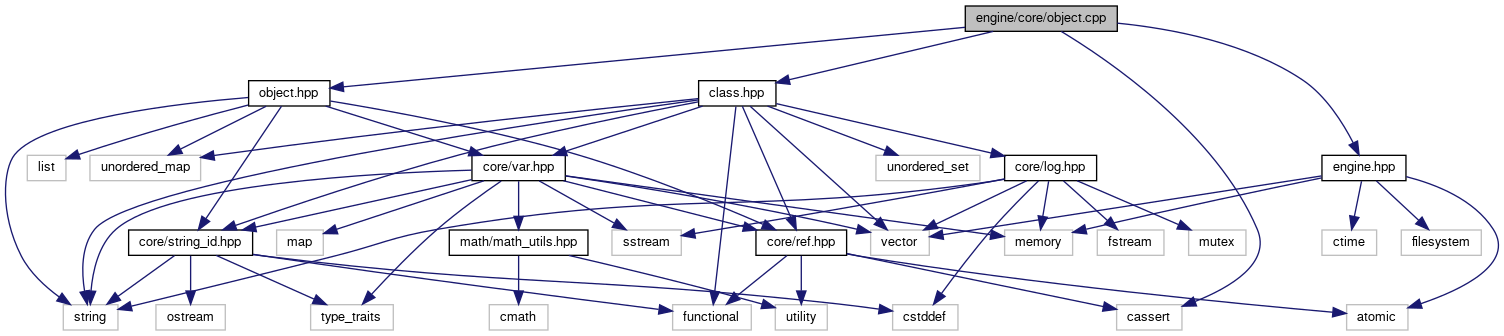 engine/core/object.cpp
object.hpp
class.hpp
list
unordered_map
core/var.hpp
unordered_set
core/log.hpp
engine.hpp
core/string_id.hpp
map
math/math_utils.hpp
sstream
core/ref.hpp
vector
memory
fstream
mutex
ctime
filesystem
string
ostream
type_traits
cmath
functional
utility
cstddef
cassert
atomic